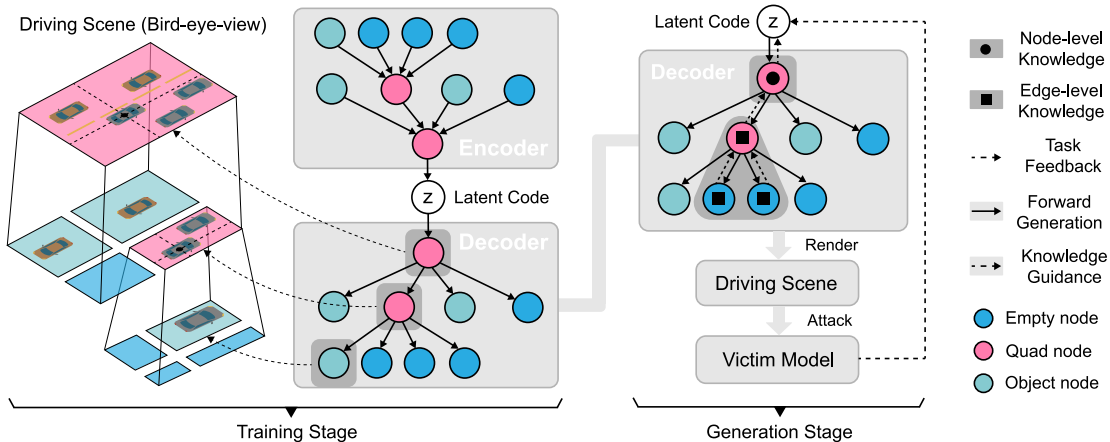 Driving Scene (Bird-eye-view)
Encoder
z
Latent Code
Decoder
Training Stage
Latent Code
z
Decoder
Render
Driving Scene
Attack
Victim Model
Generation Stage
Node-level
Knowledge
Edge-level
Knowledge
Task
Feedback
Forward
Generation
Knowledge
Guidance
Empty node
Quad node
Object node